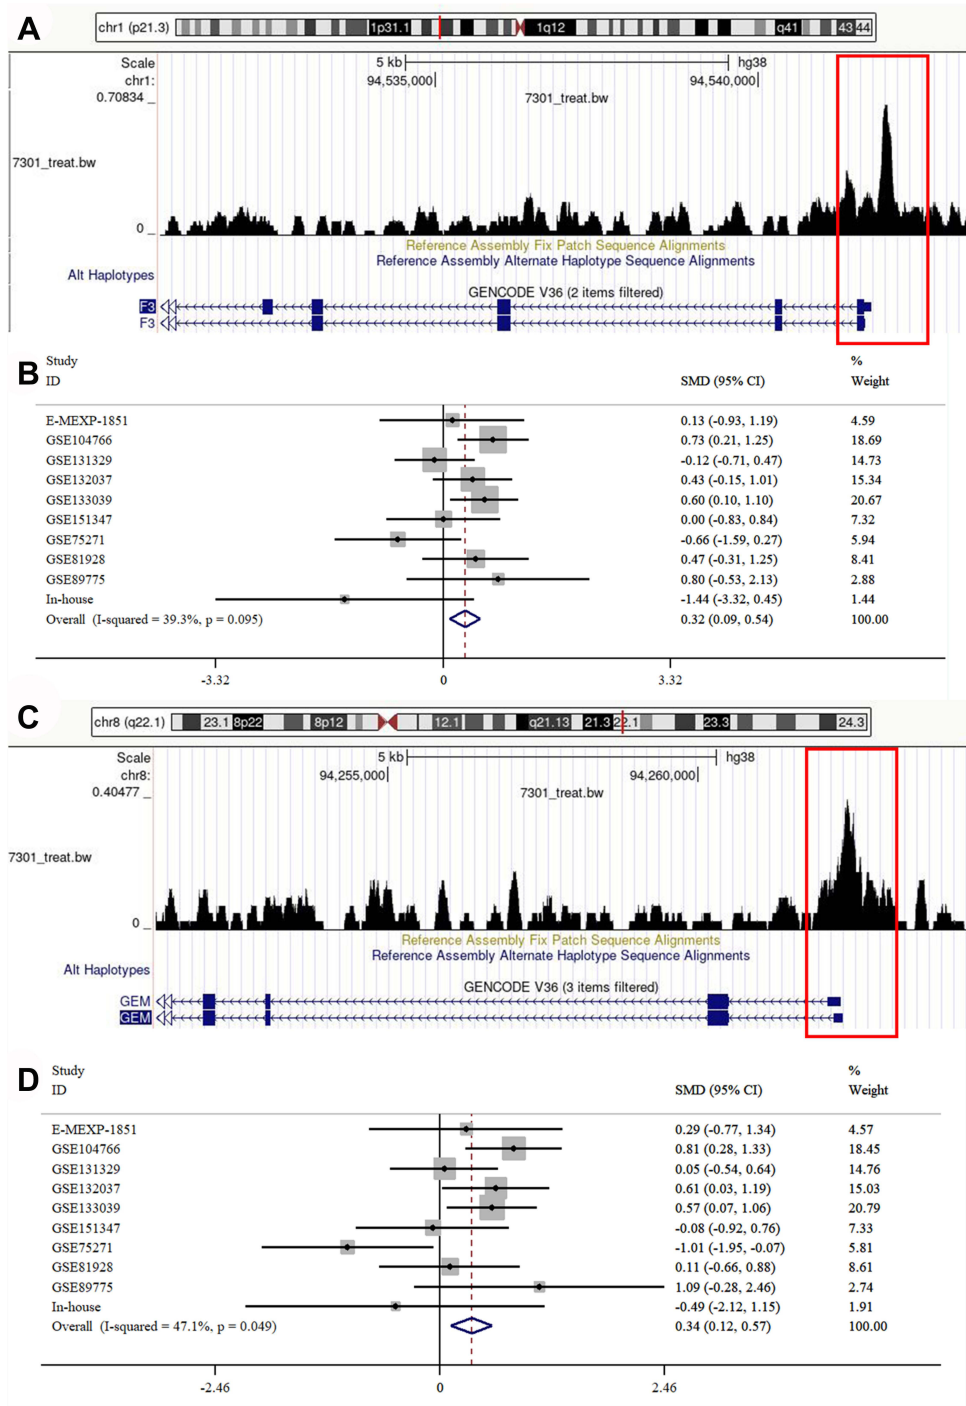 A
chr1 (p21.3) 1p31.1 1q12 q41 43 44
Scale 5 kb hg38
chr1: 94,535,000 94,540,000
0.70834 7301_treat.bw
7301_treat.bw
0
Reference Assembly Fix Patch Sequence Alignments
Reference Assembly Alternate Haplotype Sequence Alignments
Alt Haplotypes
GENCODE V36 (2 items filtered)
F3
F3
B
Study %
ID SMD (95% CI) Weight
E-MEXP-1851 0.13 (-0.93, 1.19) 4.59
GSE104766 0.73 (0.21, 1.25) 18.69
GSE131329 -0.12 (-0.71, 0.47) 14.73
GSE132037 0.43 (-0.15, 1.01) 15.34
GSE133039 0.60 (0.10, 1.10) 20.67
GSE151347 0.00 (-0.83, 0.84) 7.32
GSE75271 -0.66 (-1.59, 0.27) 5.94
GSE81928 0.47 (-0.31, 1.25) 8.41
GSE89775 0.80 (-0.53, 2.13) 2.88
In-house -1.44 (-3.32, 0.45) 1.44
Overall (I-squared = 39.3%, p = 0.095) 0.32 (0.09, 0.54) 100.00
-3.32 0 3.32
C
chr8 (q22.1) 23.1 8p22 8p12 12.1 q21.13 21.3 22.1 23.3 24.3
Scale 5 kb hg38
chr8: 94,255,000 94,260,000
0.40477 7301_treat.bw
7301_treat.bw
0
Reference Assembly Fix Patch Sequence Alignments
Reference Assembly Alternate Haplotype Sequence Alignments
Alt Haplotypes
GENCODE V36 (3 items filtered)
GEM
GEM
D
Study %
ID SMD (95% CI) Weight
E-MEXP-1851 0.29 (-0.77, 1.34) 4.57
GSE104766 0.81 (0.28, 1.33) 18.45
GSE131329 0.05 (-0.54, 0.64) 14.76
GSE132037 0.61 (0.03, 1.19) 15.03
GSE133039 0.57 (0.07, 1.06) 20.79
GSE151347 -0.08 (-0.92, 0.76) 7.33
GSE75271 -1.01 (-1.95, -0.07) 5.81
GSE81928 0.11 (-0.66, 0.88) 8.61
GSE89775 1.09 (-0.28, 2.46) 2.74
In-house -0.49 (-2.12, 1.15) 1.91
Overall (I-squared = 47.1%, p = 0.049) 0.34 (0.12, 0.57) 100.00
-2.46 0 2.46